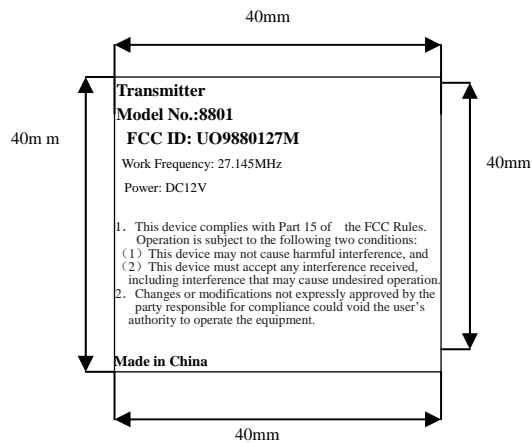 40mm
Transmitter
Model No.:8801
FCC ID: UO9880127M
40m m
40mm
Work Frequency: 27.145MHz
Power: DC12V
1. This device complies with Part 15 of the FCC Rules.
Operation is subject to the following two conditions:
(1) This device may not cause harmful interference, and
(2) This device must accept any interference received,
including interference that may cause undesired operation.
2. Changes or modifications not expressly approved by the
party responsible for compliance could void the user's
authority to operate the equipment.
Made in China
40mm